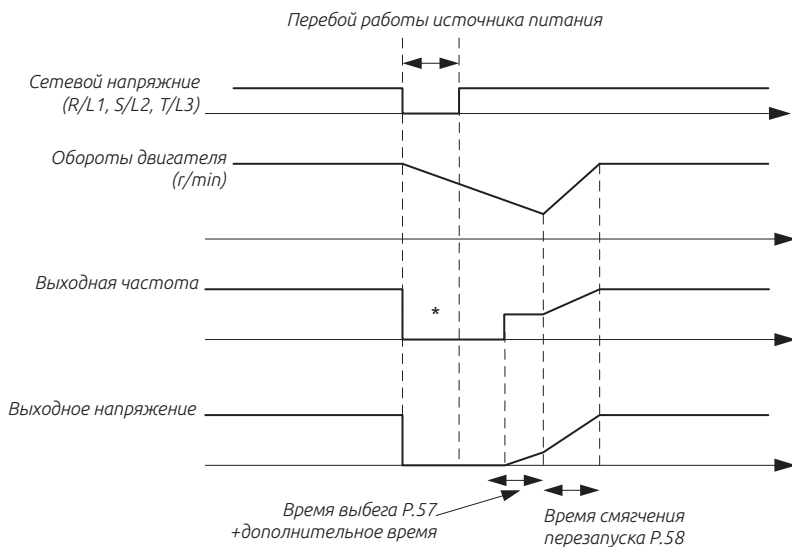 Перебой работы источника питания
Сетевой напряжние
(R/L1, S/L2, T/L3)
Обороты двигателя
(r/min)
Выходная частота
*
Выходное напряжение
Время выбега P.57
+дополнительное время
Время смягчения
перезапуска P.58